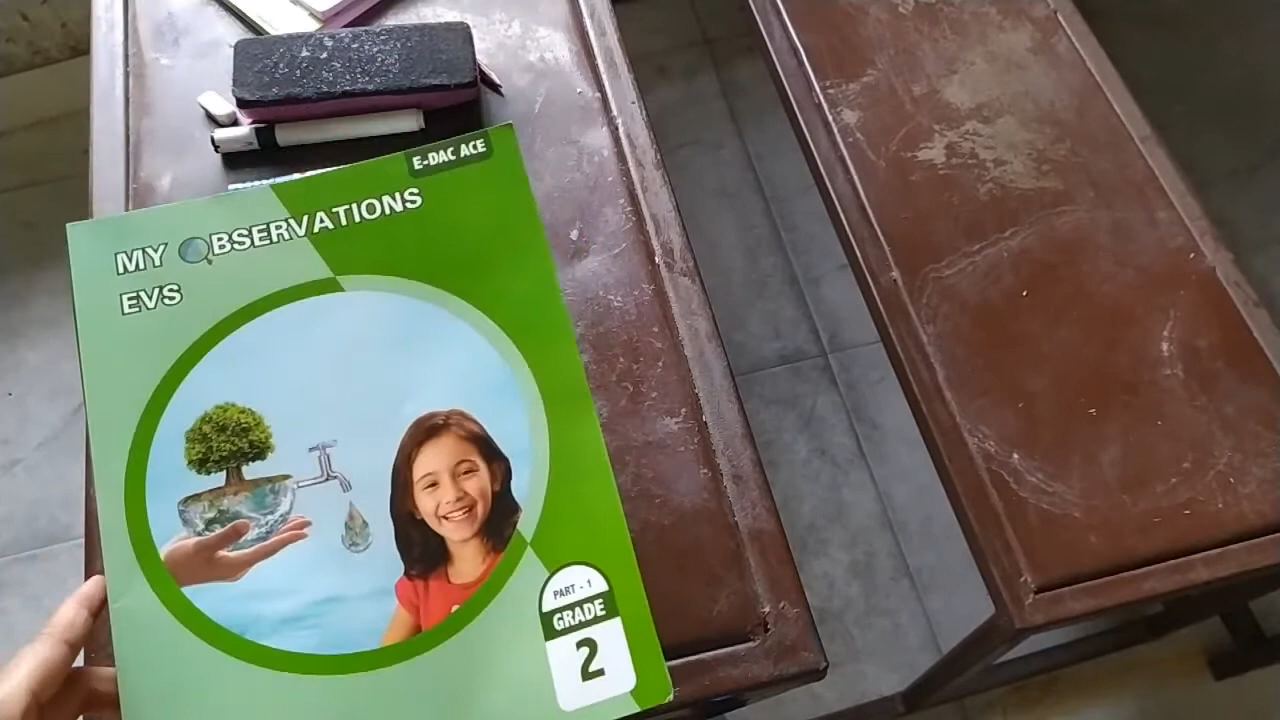 E-DAC ACE
MY OBSERVATIONS
EVS
PART - 1
GRADE
2